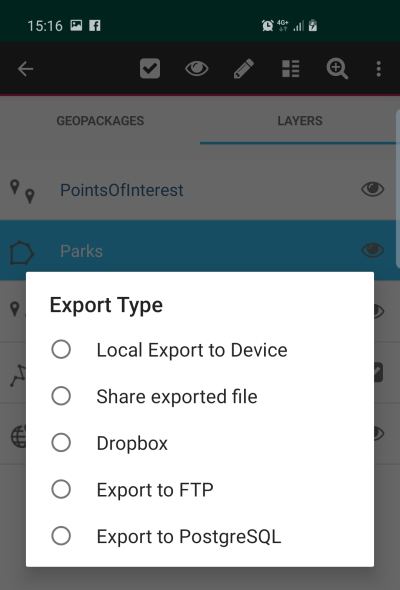 15:16
4G+
GEOPACKAGES
LAYERS
PointsOfInterest
Parks
Export Type
Local Export to Device
Share exported file
Dropbox
Export to FTP
Export to PostgreSQL